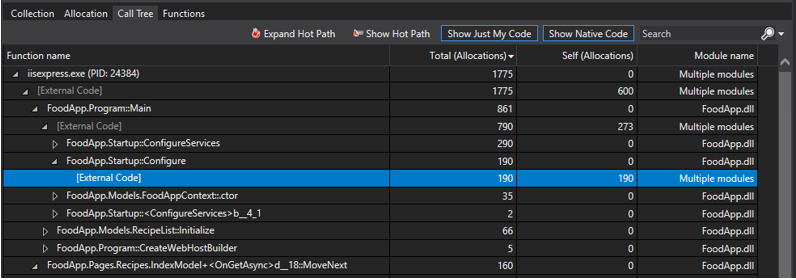 Collection Allocation Call Tree Functions
Expand Hot Path Show Hot Path Show Just My Code Show Native Code Search
Function name Total (Allocations) Self (Allocations) Module name
iisexpress.exe (PID: 24384) 1775 0 Multiple modules
[External Code] 1775 600 Multiple modules
FoodApp.Program::Main 861 0 FoodApp.dll
[External Code] 790 273 Multiple modules
FoodApp.Startup::ConfigureServices 290 0 FoodApp.dll
FoodApp.Startup::Configure 190 0 FoodApp.dll
[External Code] 190 190 Multiple modules
FoodApp.Models.FoodAppContext::.ctor 35 0 FoodApp.dll
FoodApp.Startup::<ConfigureServices>b__4_1 2 0 FoodApp.dll
FoodApp.Models.RecipeList::Initialize 66 0 FoodApp.dll
FoodApp.Program::CreateWebHostBuilder 5 0 FoodApp.dll
FoodApp.Pages.Recipes.IndexModel+<OnGetAsync>d__18::MoveNext 160 0 FoodApp.dll